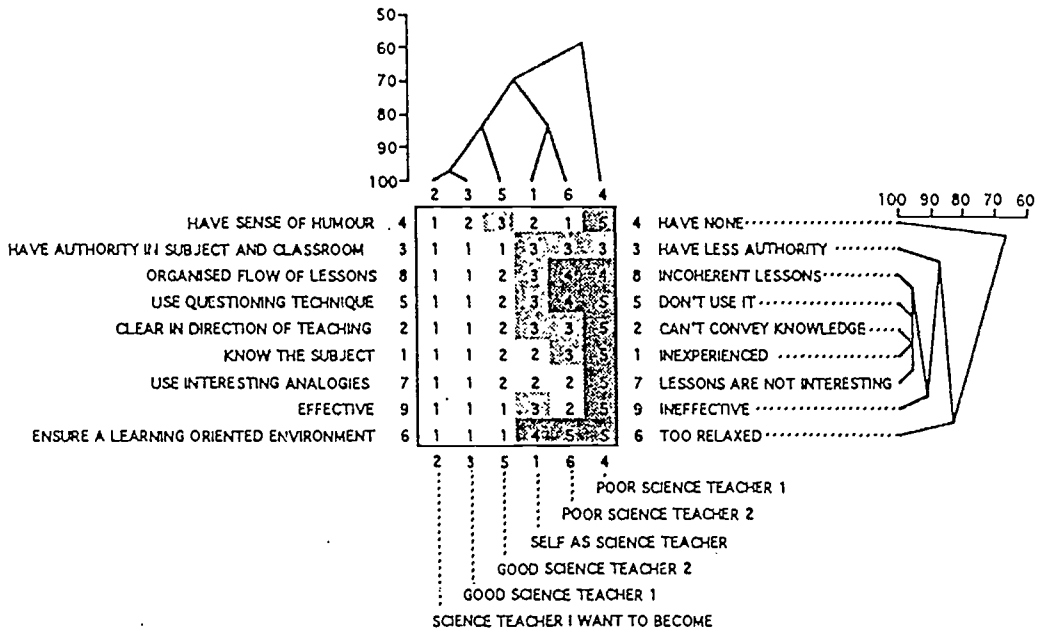 50
60
70
80
90
100
2 3 5 1 6 4
100 90 80 70 60
HAVE SENSE OF HUMOUR 4 1 2 3 2 1 5 4 HAVE NONE
HAVE AUTHORITY IN SUBJECT AND CLASSROOM 3 1 1 1 3 3 3 3 HAVE LESS AUTHORITY
ORGANISED FLOW OF LESSONS 8 1 1 2 3 4 4 8 INCOHERENT LESSONS
USE QUESTIONING TECHNIQUE 5 1 1 2 3 4 5 5 DON'T USE IT
CLEAR IN DIRECTION OF TEACHING 2 1 1 2 3 3 5 2 CAN'T CONVEY KNOWLEDGE
KNOW THE SUBJECT 1 1 1 2 2 3 5 1 INEXPERIENCED
USE INTERESTING ANALOGIES 7 1 1 2 2 2 5 7 LESSONS ARE NOT INTERESTING
EFFECTIVE 9 1 1 1 3 2 5 9 INEFFECTIVE
ENSURE A LEARNING ORIENTED ENVIRONMENT 6 1 1 1 4 5 5 6 TOO RELAXED
2 3 5 1 6 4
POOR SCIENCE TEACHER 1
POOR SCIENCE TEACHER 2
SELF AS SCIENCE TEACHER
GOOD SCIENCE TEACHER 2
GOOD SCIENCE TEACHER 1
SCIENCE TEACHER I WANT TO BECOME